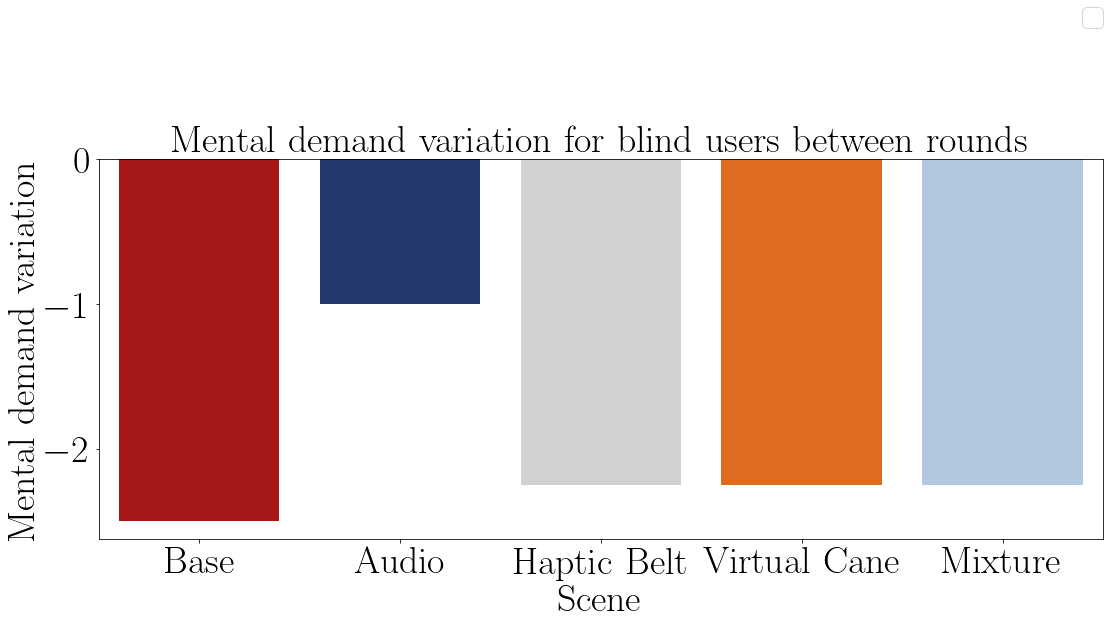 Mental demand variation for blind users between rounds
Mental demand variation
0
−1
−2
Base
Audio
Haptic Belt
Virtual Cane
Mixture
Scene